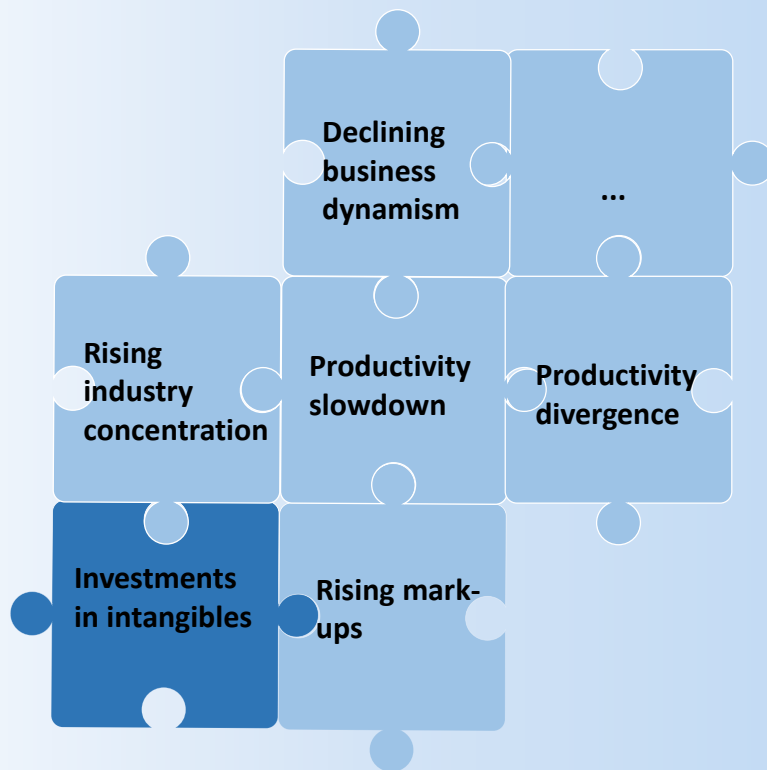 Declining
business
dynamism
...
Rising
industry
concentration
Productivity
slowdown
Productivity
divergence
Investments
in intangibles
Rising mark-
ups